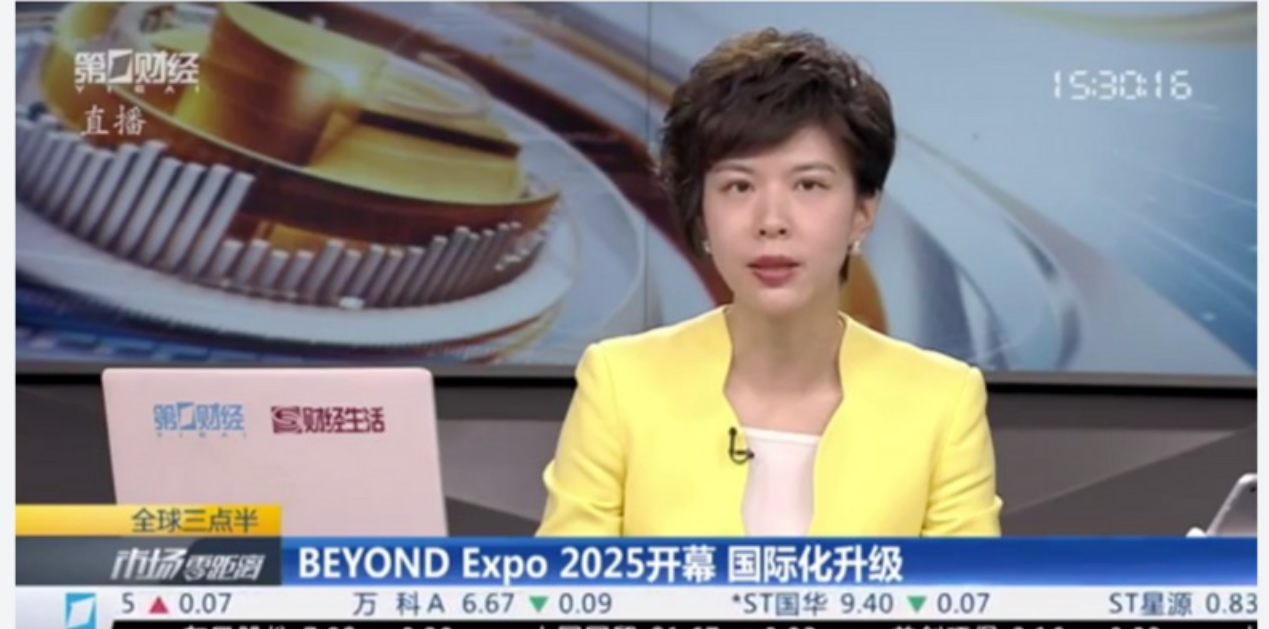 第一财经
YICAI
直播
15:30:16
第一财经 财经生活
YICAI
全球三点半
市场零距离
BEYOND Expo 2025开幕 国际化升级
5 ▲ 0.07 万 科A 6.67 ▼ 0.09 *ST国华 9.40 ▼ 0.07 ST星源 0.83